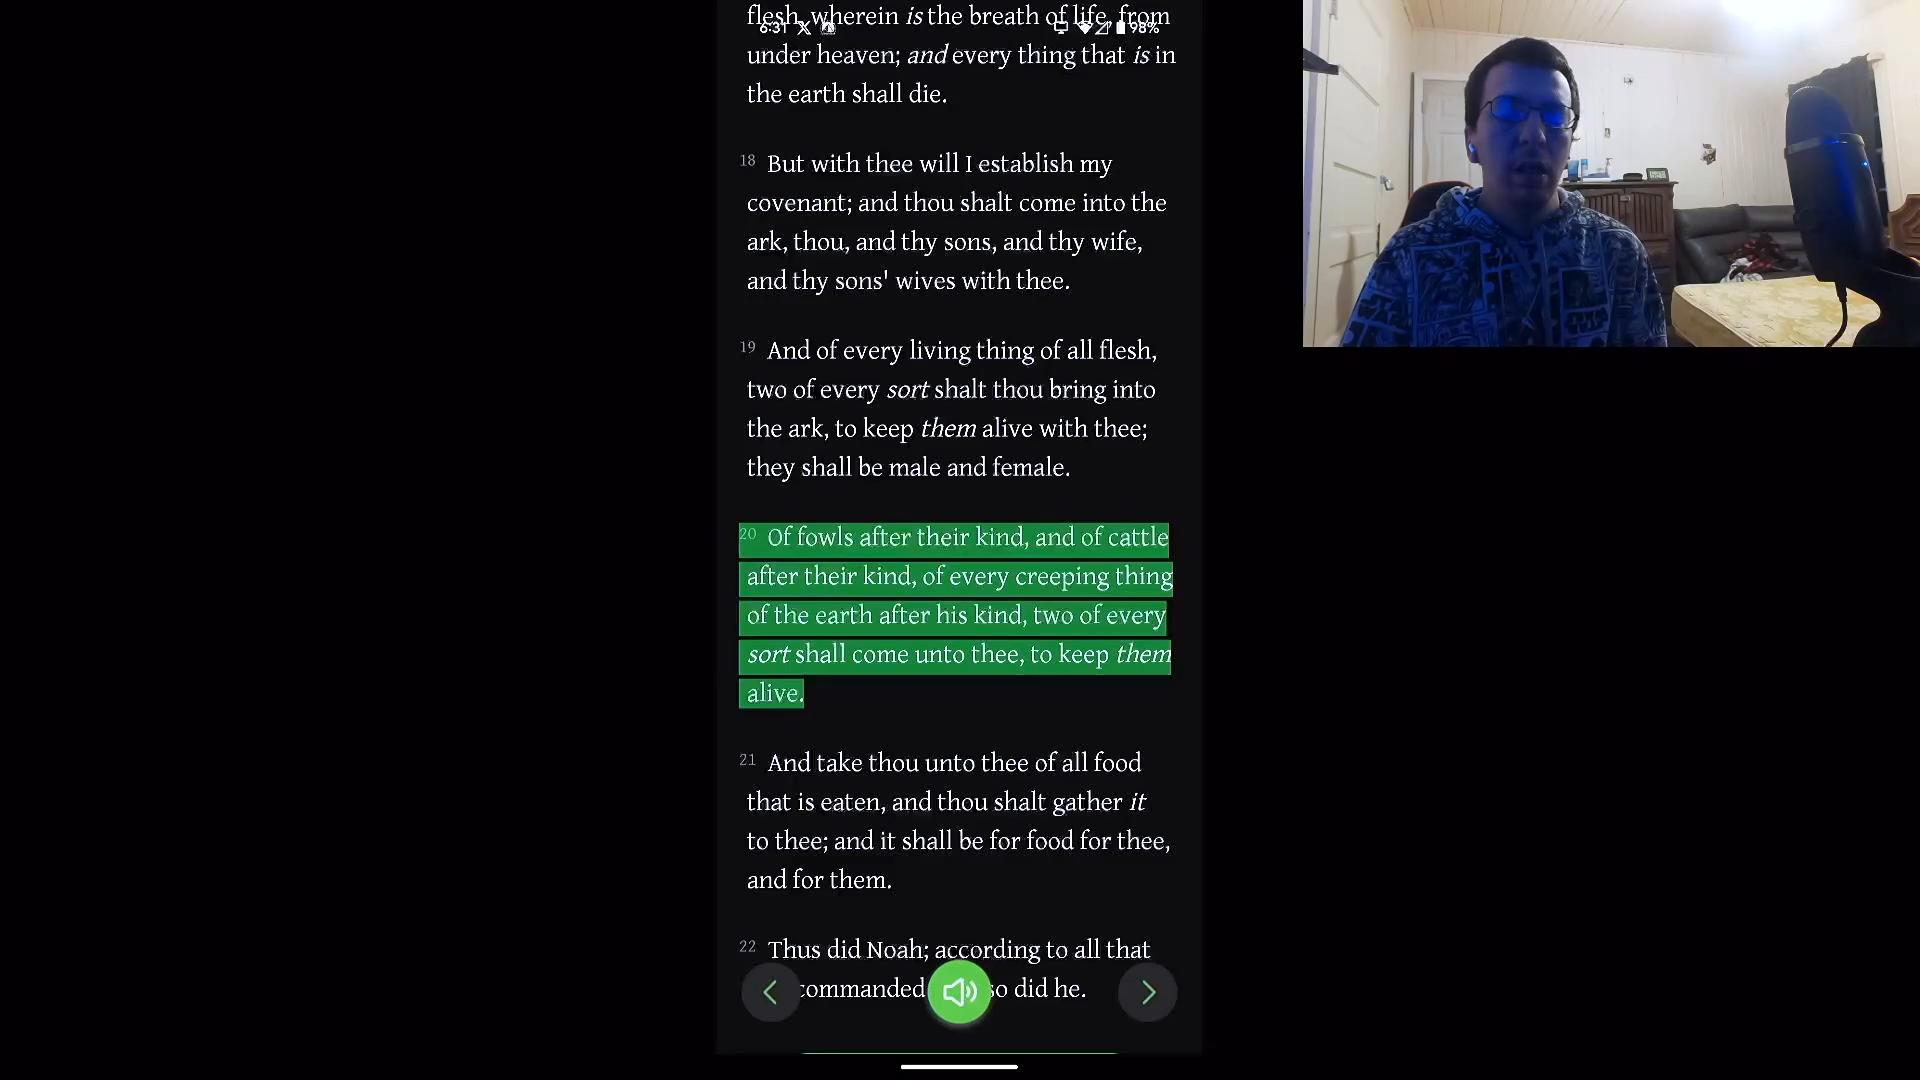 flesh, wherein is the breath of life, from
6:31 98%
under heaven; and every thing that is in
the earth shall die.
18 But with thee will I establish my
covenant; and thou shalt come into the
ark, thou, and thy sons, and thy wife,
and thy sons' wives with thee.
19 And of every living thing of all flesh,
two of every sort shalt thou bring into
the ark, to keep them alive with thee;
they shall be male and female.
20 Of fowls after their kind, and of cattle
after their kind, of every creeping thing
of the earth after his kind, two of every
sort shall come unto thee, to keep them
alive.
21 And take thou unto thee of all food
that is eaten, and thou shalt gather it
to thee; and it shall be for food for thee,
and for them.
22 Thus did Noah; according to all that
commanded so did he.